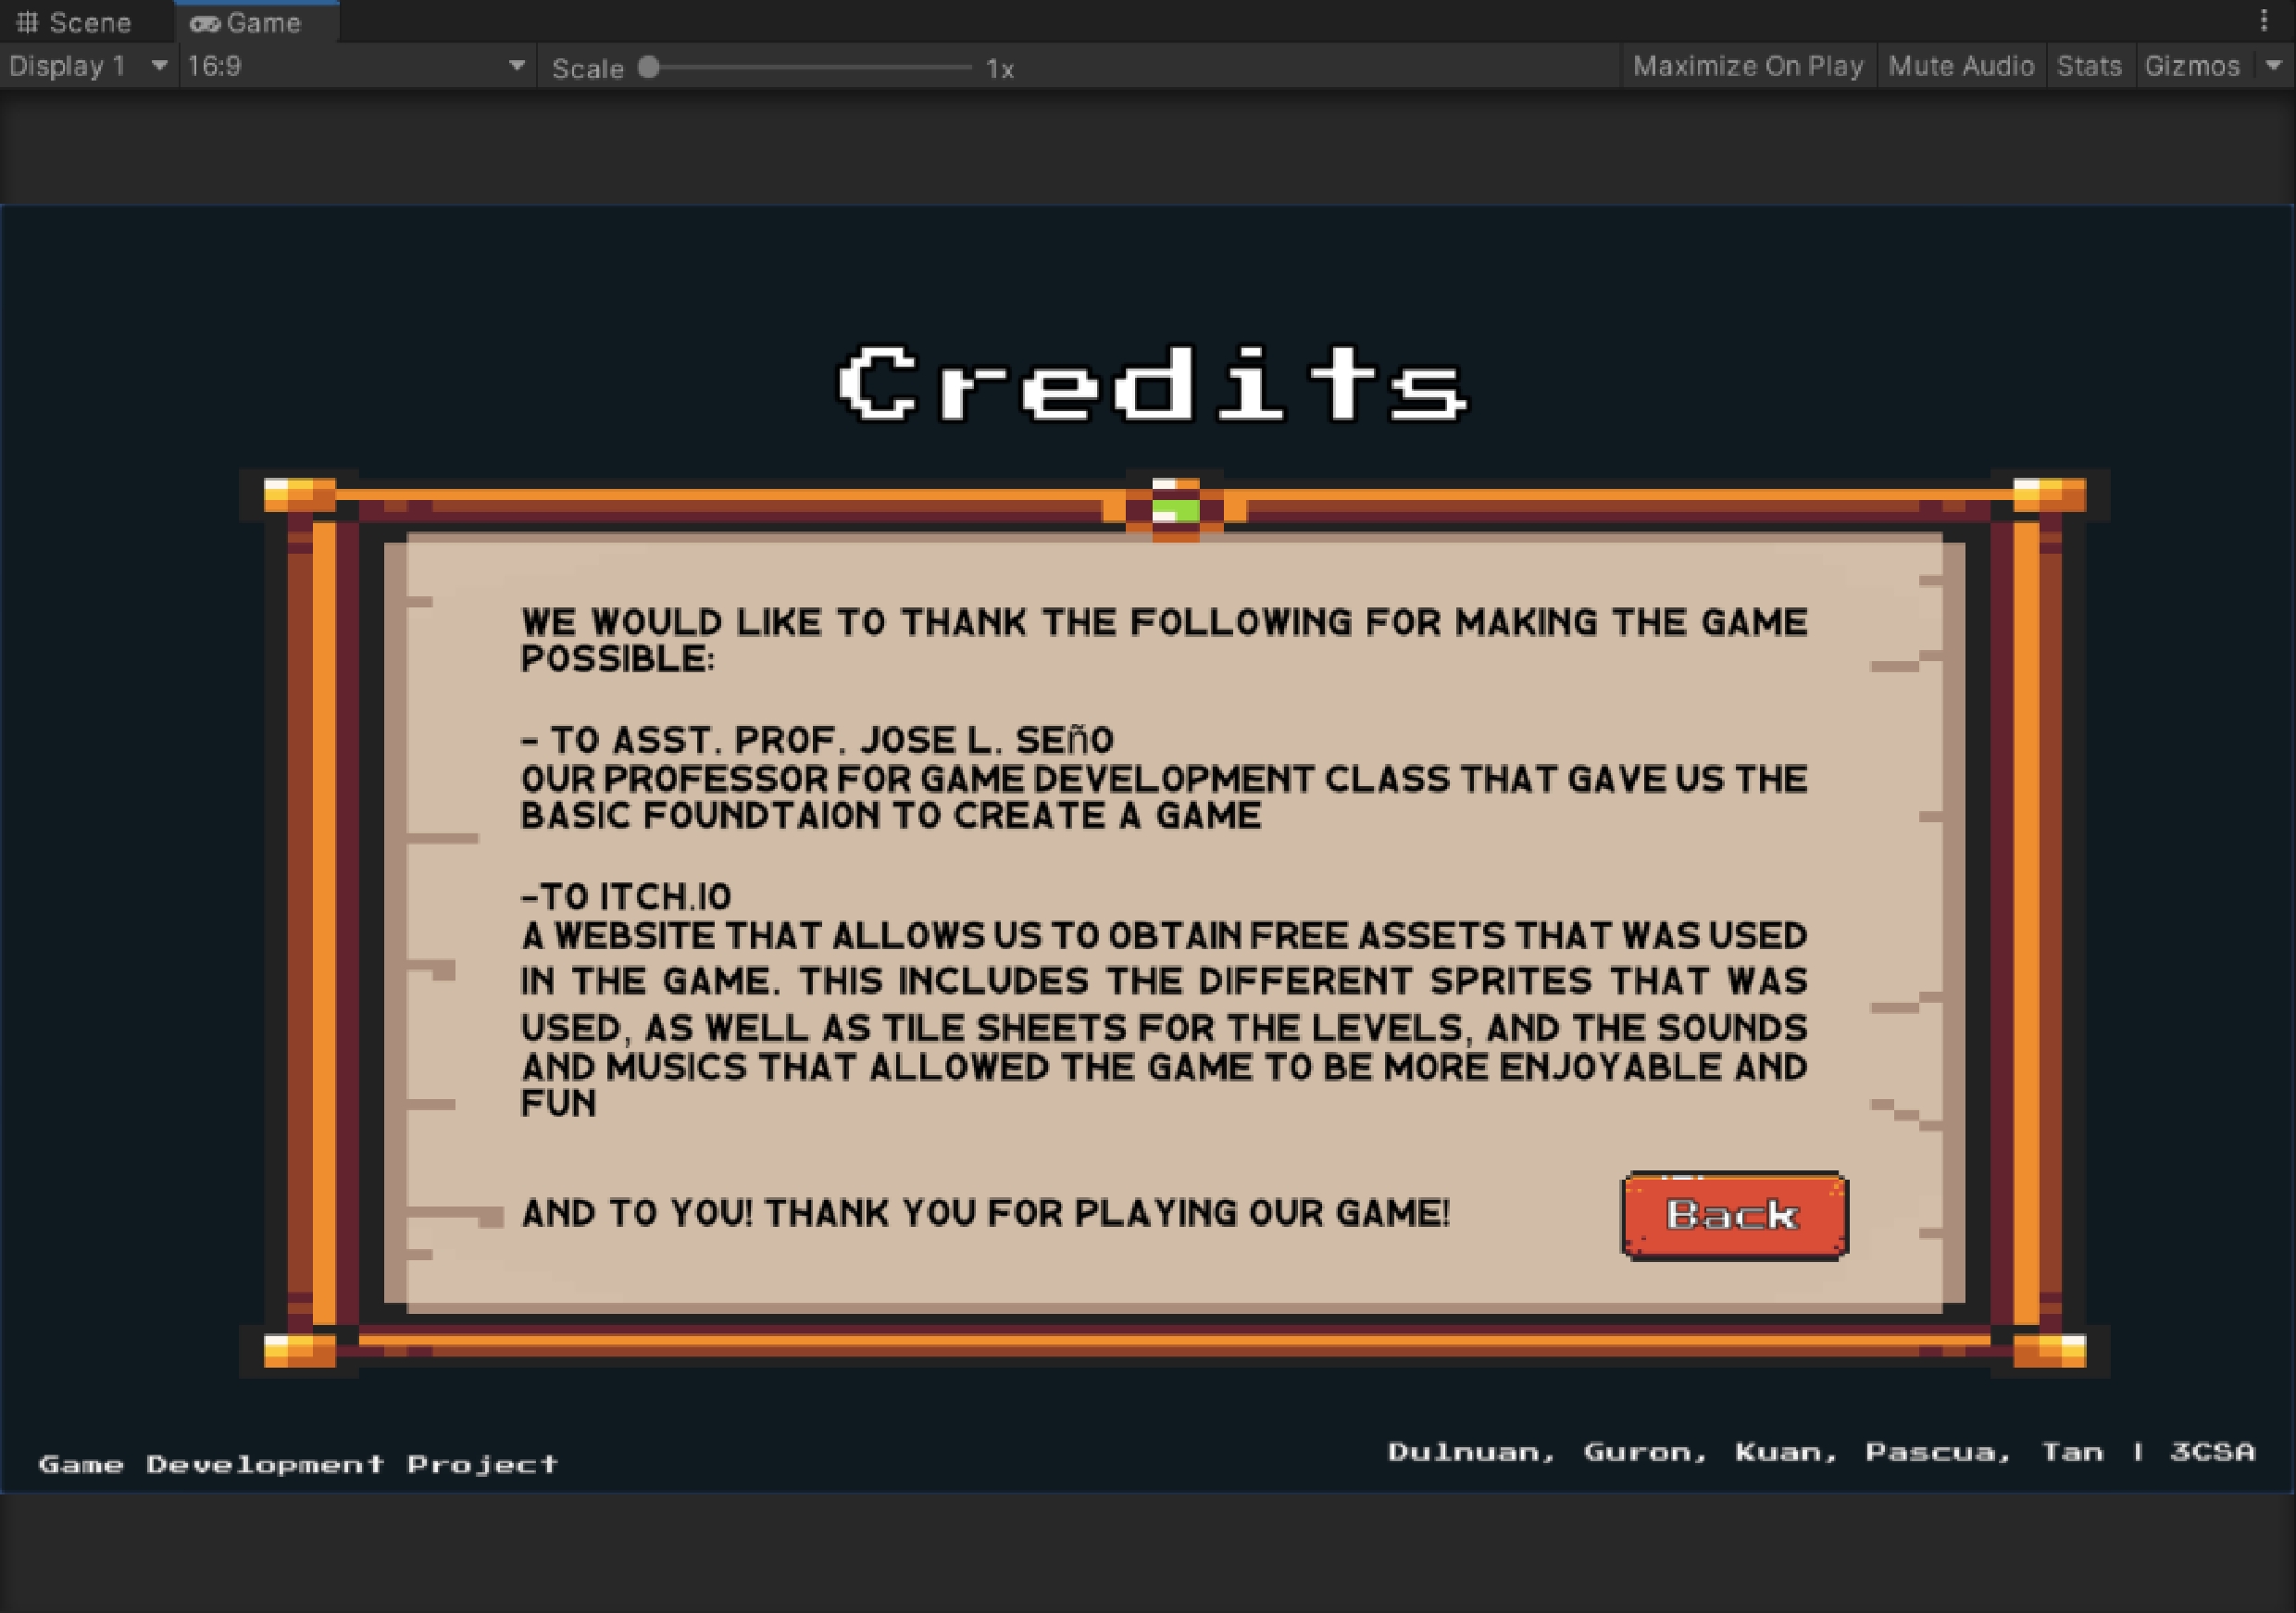 Scene Game
Display 1 16:9 Scale 1x Maximize On Play Mute Audio Stats Gizmos
Credits
WE WOULD LIKE TO THANK THE FOLLOWING FOR MAKING THE GAME
POSSIBLE:
- TO ASST. PROF. JOSE L. SEñO
OUR PROFESSOR FOR GAME DEVELOPMENT CLASS THAT GAVE US THE
BASIC FOUNDTAION TO CREATE A GAME
-TO ITCH.IO
A WEBSITE THAT ALLOWS US TO OBTAIN FREE ASSETS THAT WAS USED
IN THE GAME. THIS INCLUDES THE DIFFERENT SPRITES THAT WAS
USED, AS WELL AS TILE SHEETS FOR THE LEVELS, AND THE SOUNDS
AND MUSICS THAT ALLOWED THE GAME TO BE MORE ENJOYABLE AND
FUN
AND TO YOU! THANK YOU FOR PLAYING OUR GAME!
Back
Game Development Project
Dulnuan, Guron, Kuan, Pascua, Tan | 3CSA